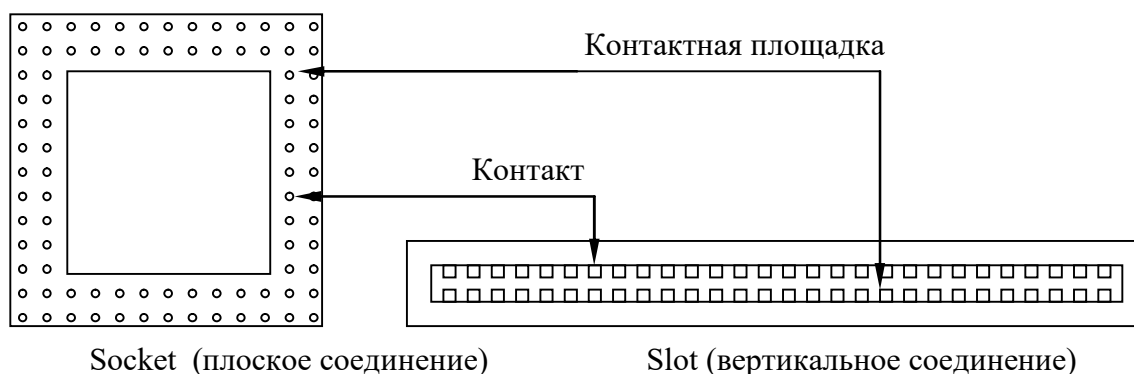 Контактная площадка
Контакт
Socket (плоское соединение)
Slot (вертикальное соединение)